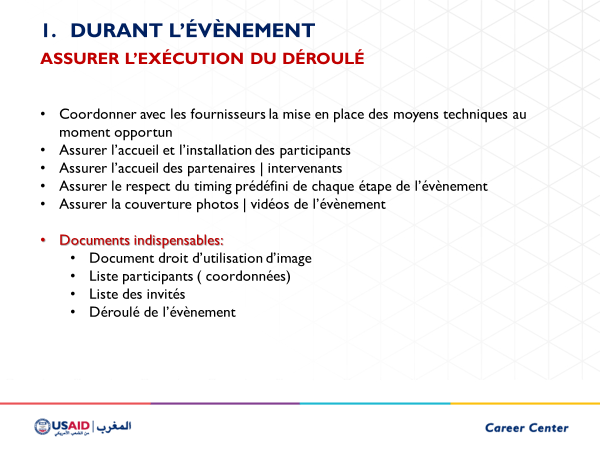 1. DURANT L’ÉVÈNEMENT
ASSURER L’EXÉCUTION DU DÉROULÉ
• Coordonner avec les fournisseurs la mise en place des moyens techniques au
moment opportun
• Assurer l’accueil et l’installation des participants
• Assurer l’accueil des partenaires | intervenants
• Assurer le respect du timing prédéfini de chaque étape de l’évènement
• Assurer la couverture photos | vidéos de l’évènement
• Documents indispensables:
• Document droit d’utilisation d’image
• Liste participants ( coordonnées)
• Liste des invités
• Déroulé de l’évènement
USAID | المغرب
من الشعب الأمريكي
Career Center